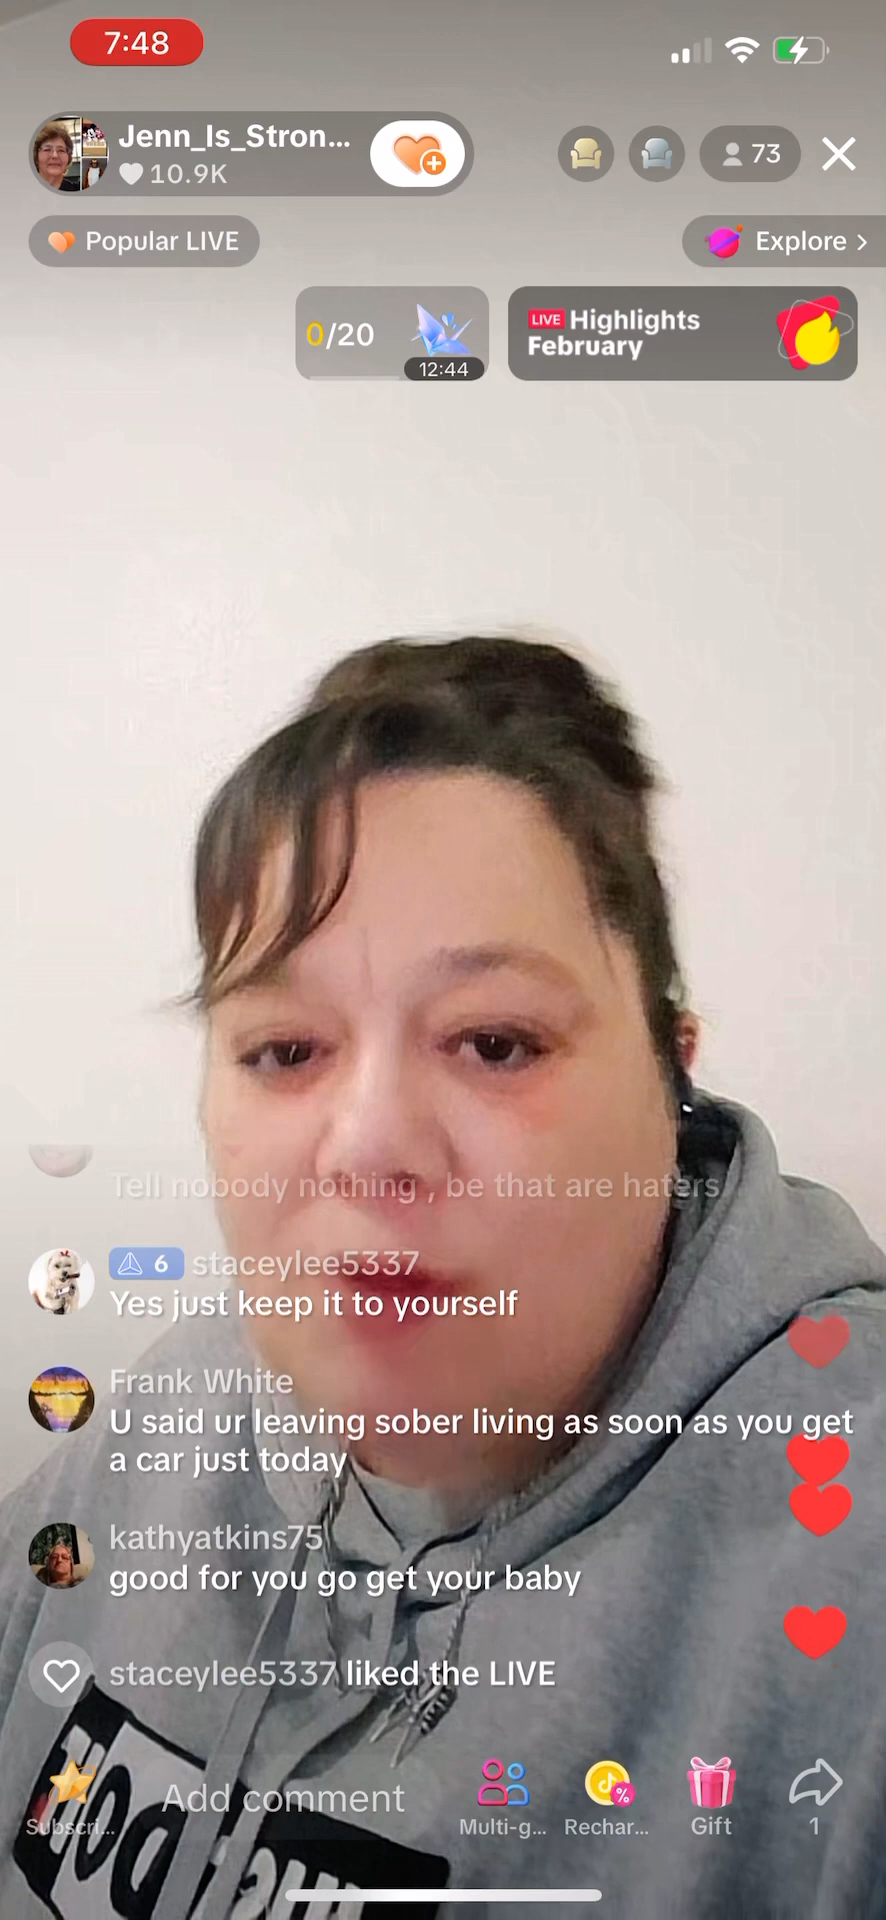 7:48
Jenn_Is_Stron...
10.9K
73
Popular LIVE
Explore >
0/20
12:44
LIVE Highlights
February
Tell nobody nothing , be that are haters
6 staceylee5337
Yes just keep it to yourself
Frank White
U said ur leaving sober living as soon as you get
a car just today
kathyatkins75
good for you go get your baby
staceylee5337 liked the LIVE
Add comment
Subscri...
Multi-g...
Rechar...
Gift
1